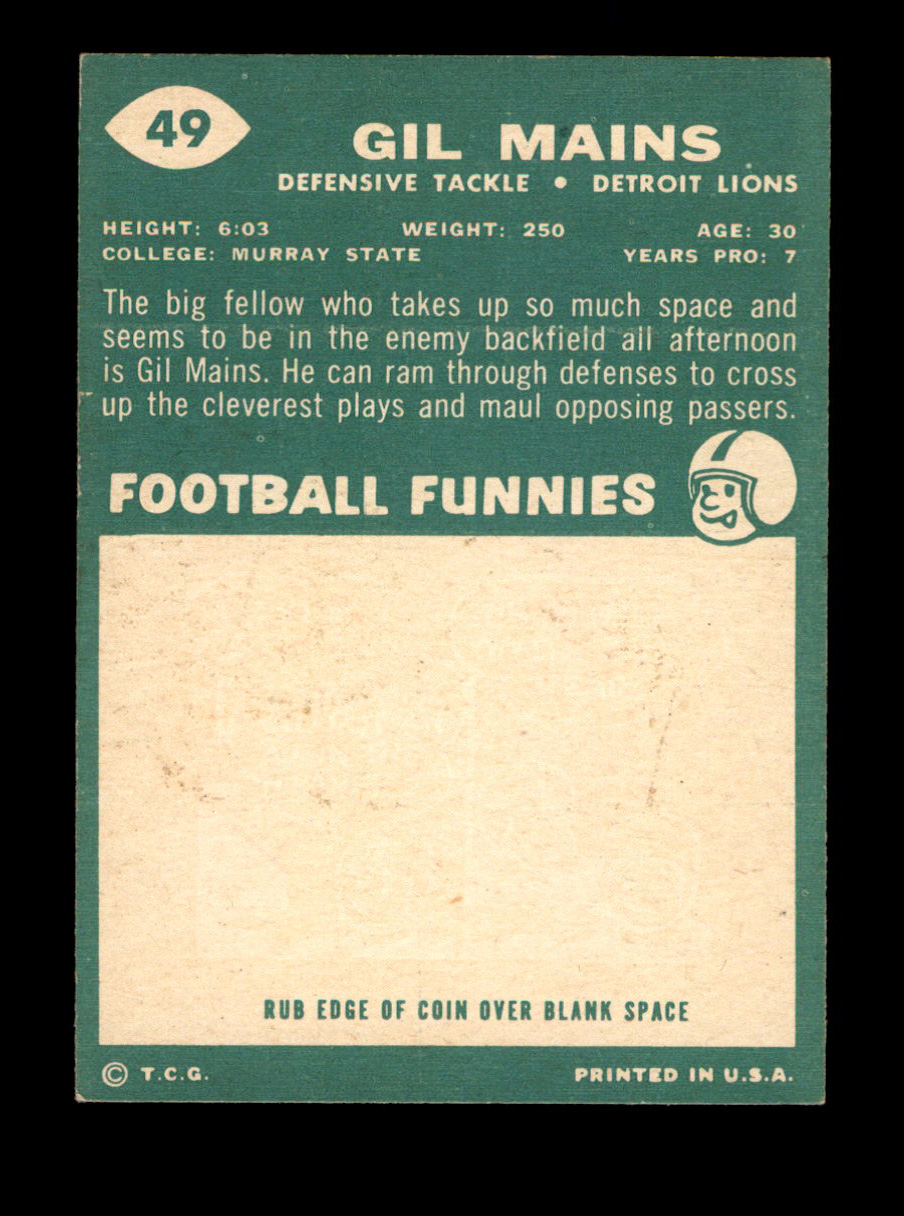 49
GIL MAINS
DEFENSIVE TACKLE • DETROIT LIONS
HEIGHT: 6:03 WEIGHT: 250 AGE: 30
COLLEGE: MURRAY STATE YEARS PRO: 7
The big fellow who takes up so much space and
seems to be in the enemy backfield all afternoon
is Gil Mains. He can ram through defenses to cross
up the cleverest plays and maul opposing passers.
FOOTBALL FUNNIES
RUB EDGE OF COIN OVER BLANK SPACE
© T.C.G. PRINTED IN U.S.A.